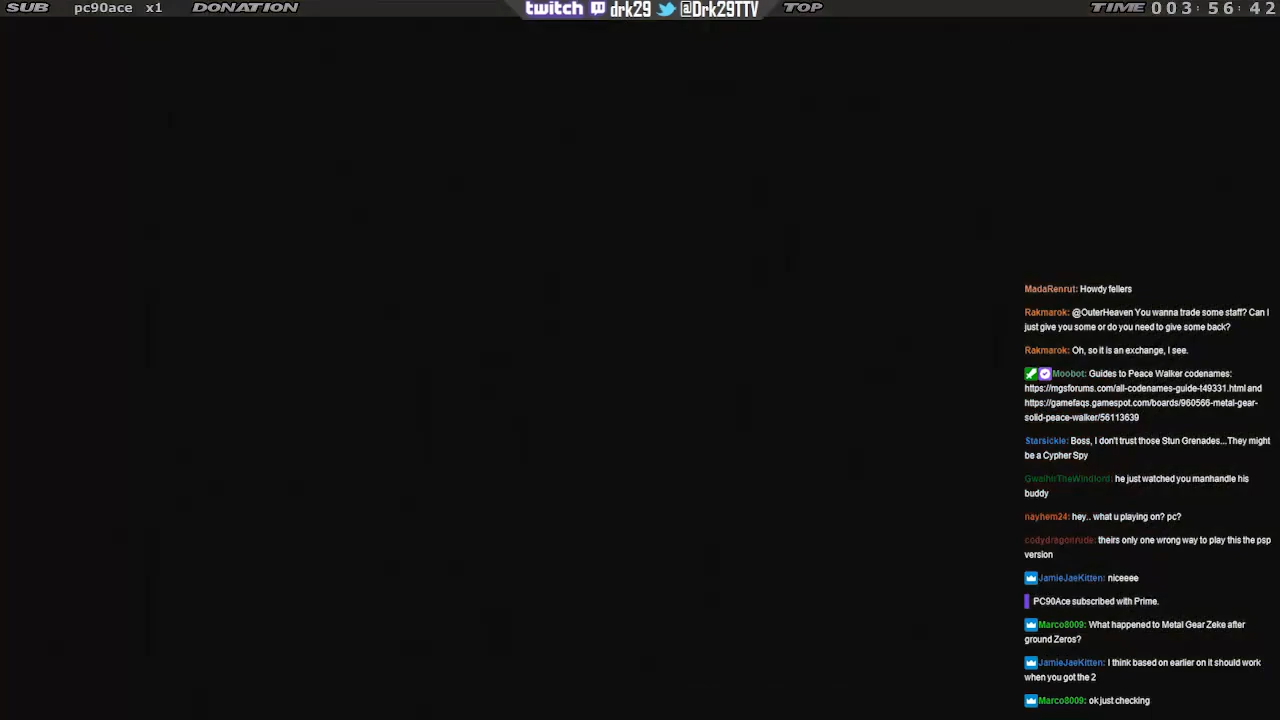 SUB pc90ace x1 DONATION twitch drk29 @Drk29TTV TOP TIME 003:56:42
MadaRenrut: Howdy fellers
Rakmarok: @OuterHeaven You wanna trade some staff? Can I
just give you some or do you need to give some back?
Rakmarok: Oh, so it is an exchange, I see.
Moobot: Guides to Peace Walker codenames:
https://mgsforums.com/all-codenames-guide-t49331.html and
https://gamefaqs.gamespot.com/boards/960566-metal-gear-
solid-peace-walker/56113639
Starsickle: Boss, I don't trust those Stun Grenades...They might
be a Cypher Spy
GwaihirTheWindlord: he just watched you manhandle his
buddy
nayhem24: hey.. what u playing on? pc?
codydragonrude: theirs only one wrong way to play this the psp
version
JamieJaeKitten: niceeee
PC90Ace subscribed with Prime.
Marco8009: What happened to Metal Gear Zeke after
ground Zeros?
JamieJaeKitten: I think based on earlier on it should work
when you got the 2
Marco8009: ok just checking